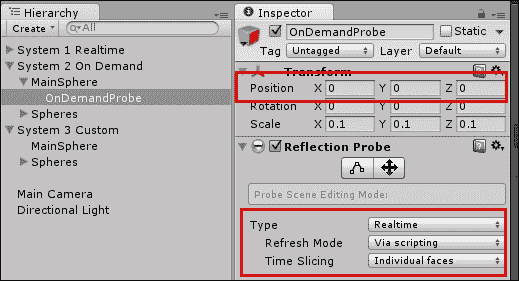 Hierarchy
Create
All
System 1 Realtime
System 2 On Demand
MainSphere
OnDemandProbe
Spheres
System 3 Custom
MainSphere
Spheres
Main Camera
Directional Light
Inspector
OnDemandProbe Static
Tag Untagged Layer Default
Transform
Position X 0 Y 0 Z 0
Rotation X 0 Y 0 Z 0
Scale X 0.1 Y 0.1 Z 0.1
Reflection Probe
Probe Scene Editing Mode:
Type Realtime
Refresh Mode Via scripting
Time Slicing Individual faces